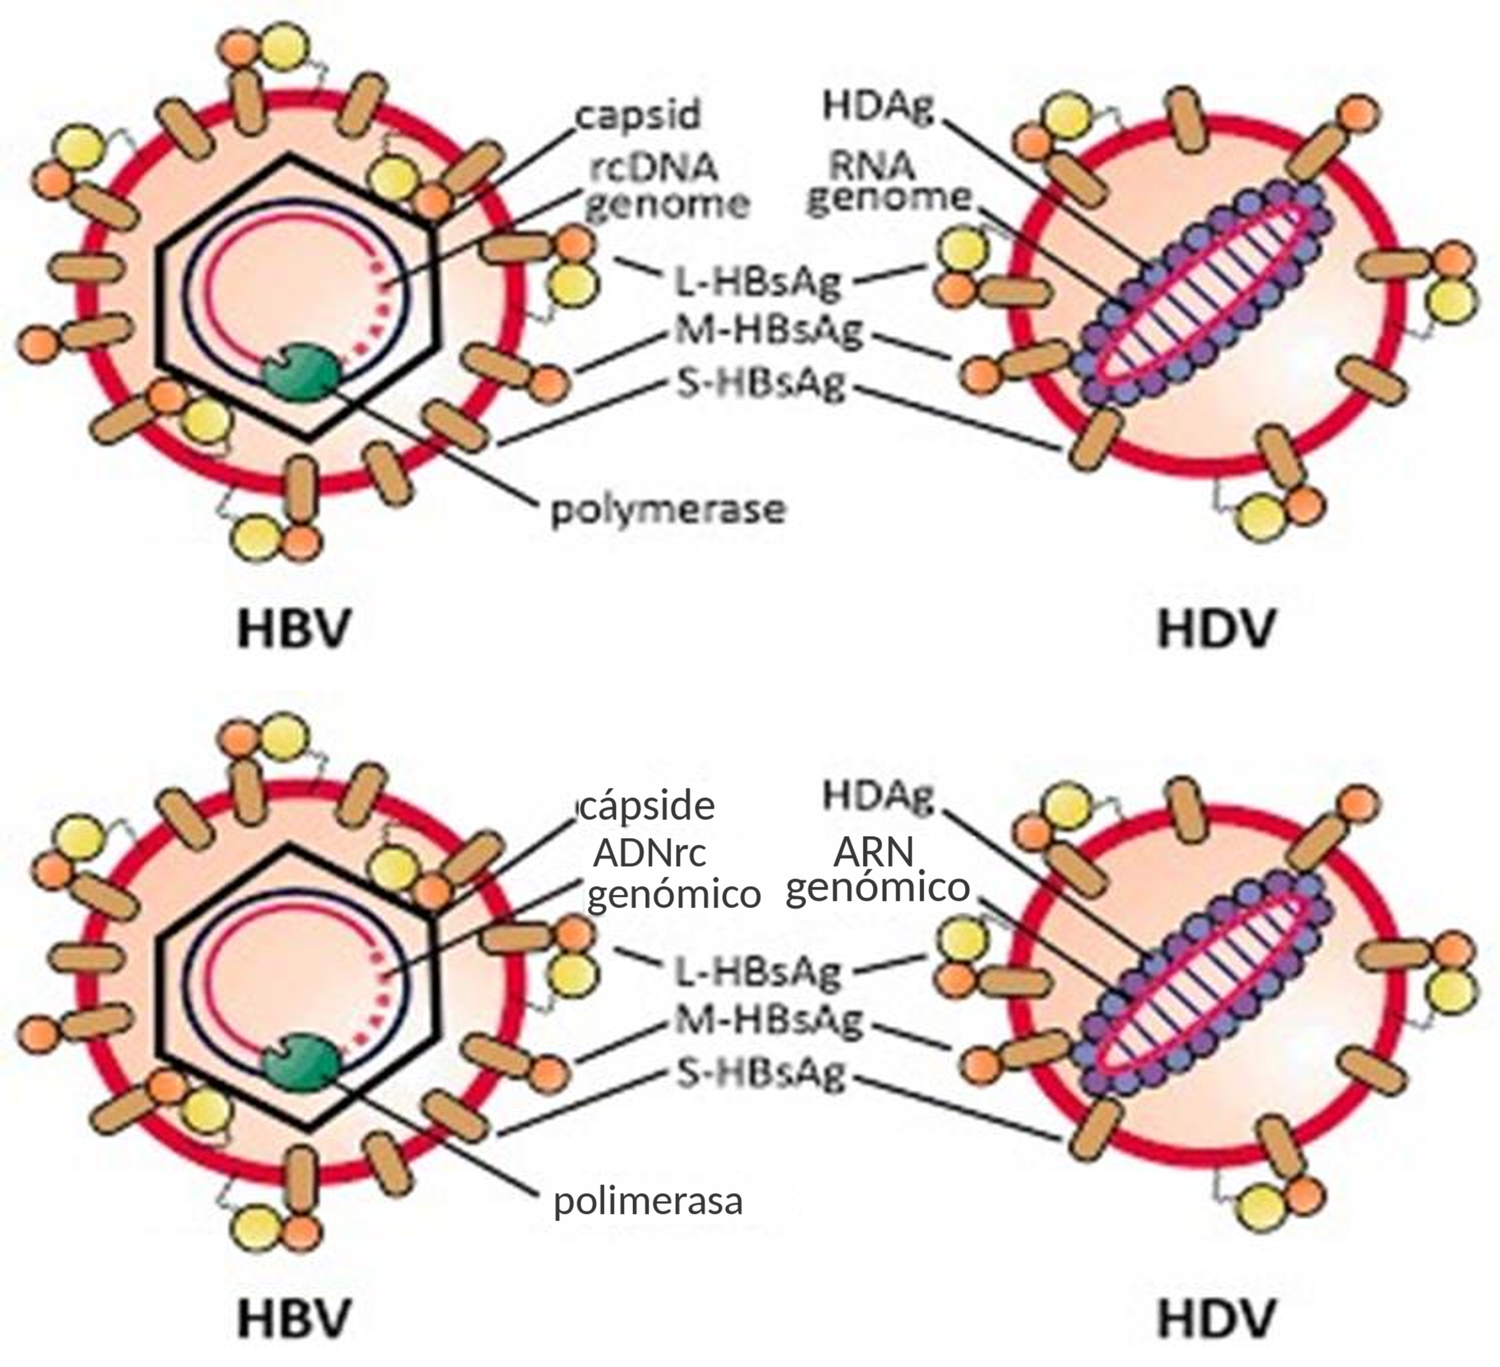 capsid
rcDNA
genome
HDAg
RNA
genome
L-HBsAg
M-HBsAg
S-HBsAg
polymerase
HBV
HDV
cápside
ADNrc
genómico
HDAg
ARN
genómico
L-HBsAg
M-HBsAg
S-HBsAg
polimerasa
HBV
HDV